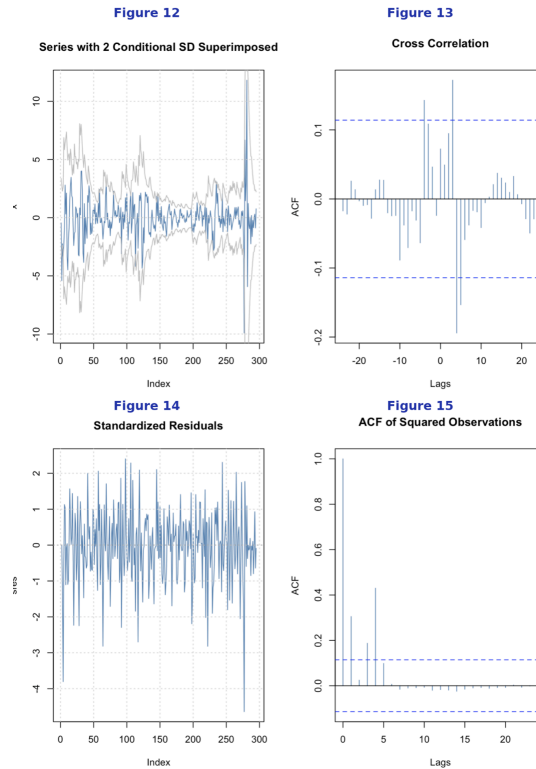 Figure 12
Figure 13
Series with 2 Conditional SD Superimposed
Cross Correlation
10
5
0
-5
-10
0 50 100 150 200 250 300
Index
ACF
0.1
0.0
-0.1
-0.2
-20 -10 0 10 20
Lags
Figure 14
Figure 15
Standardized Residuals
ACF of Squared Observations
2
1
0
-1
-2
-3
-4
0 50 100 150 200 250 300
Index
ACF
1.0
0.8
0.6
0.4
0.2
0.0
0 5 10 15 20
Lags